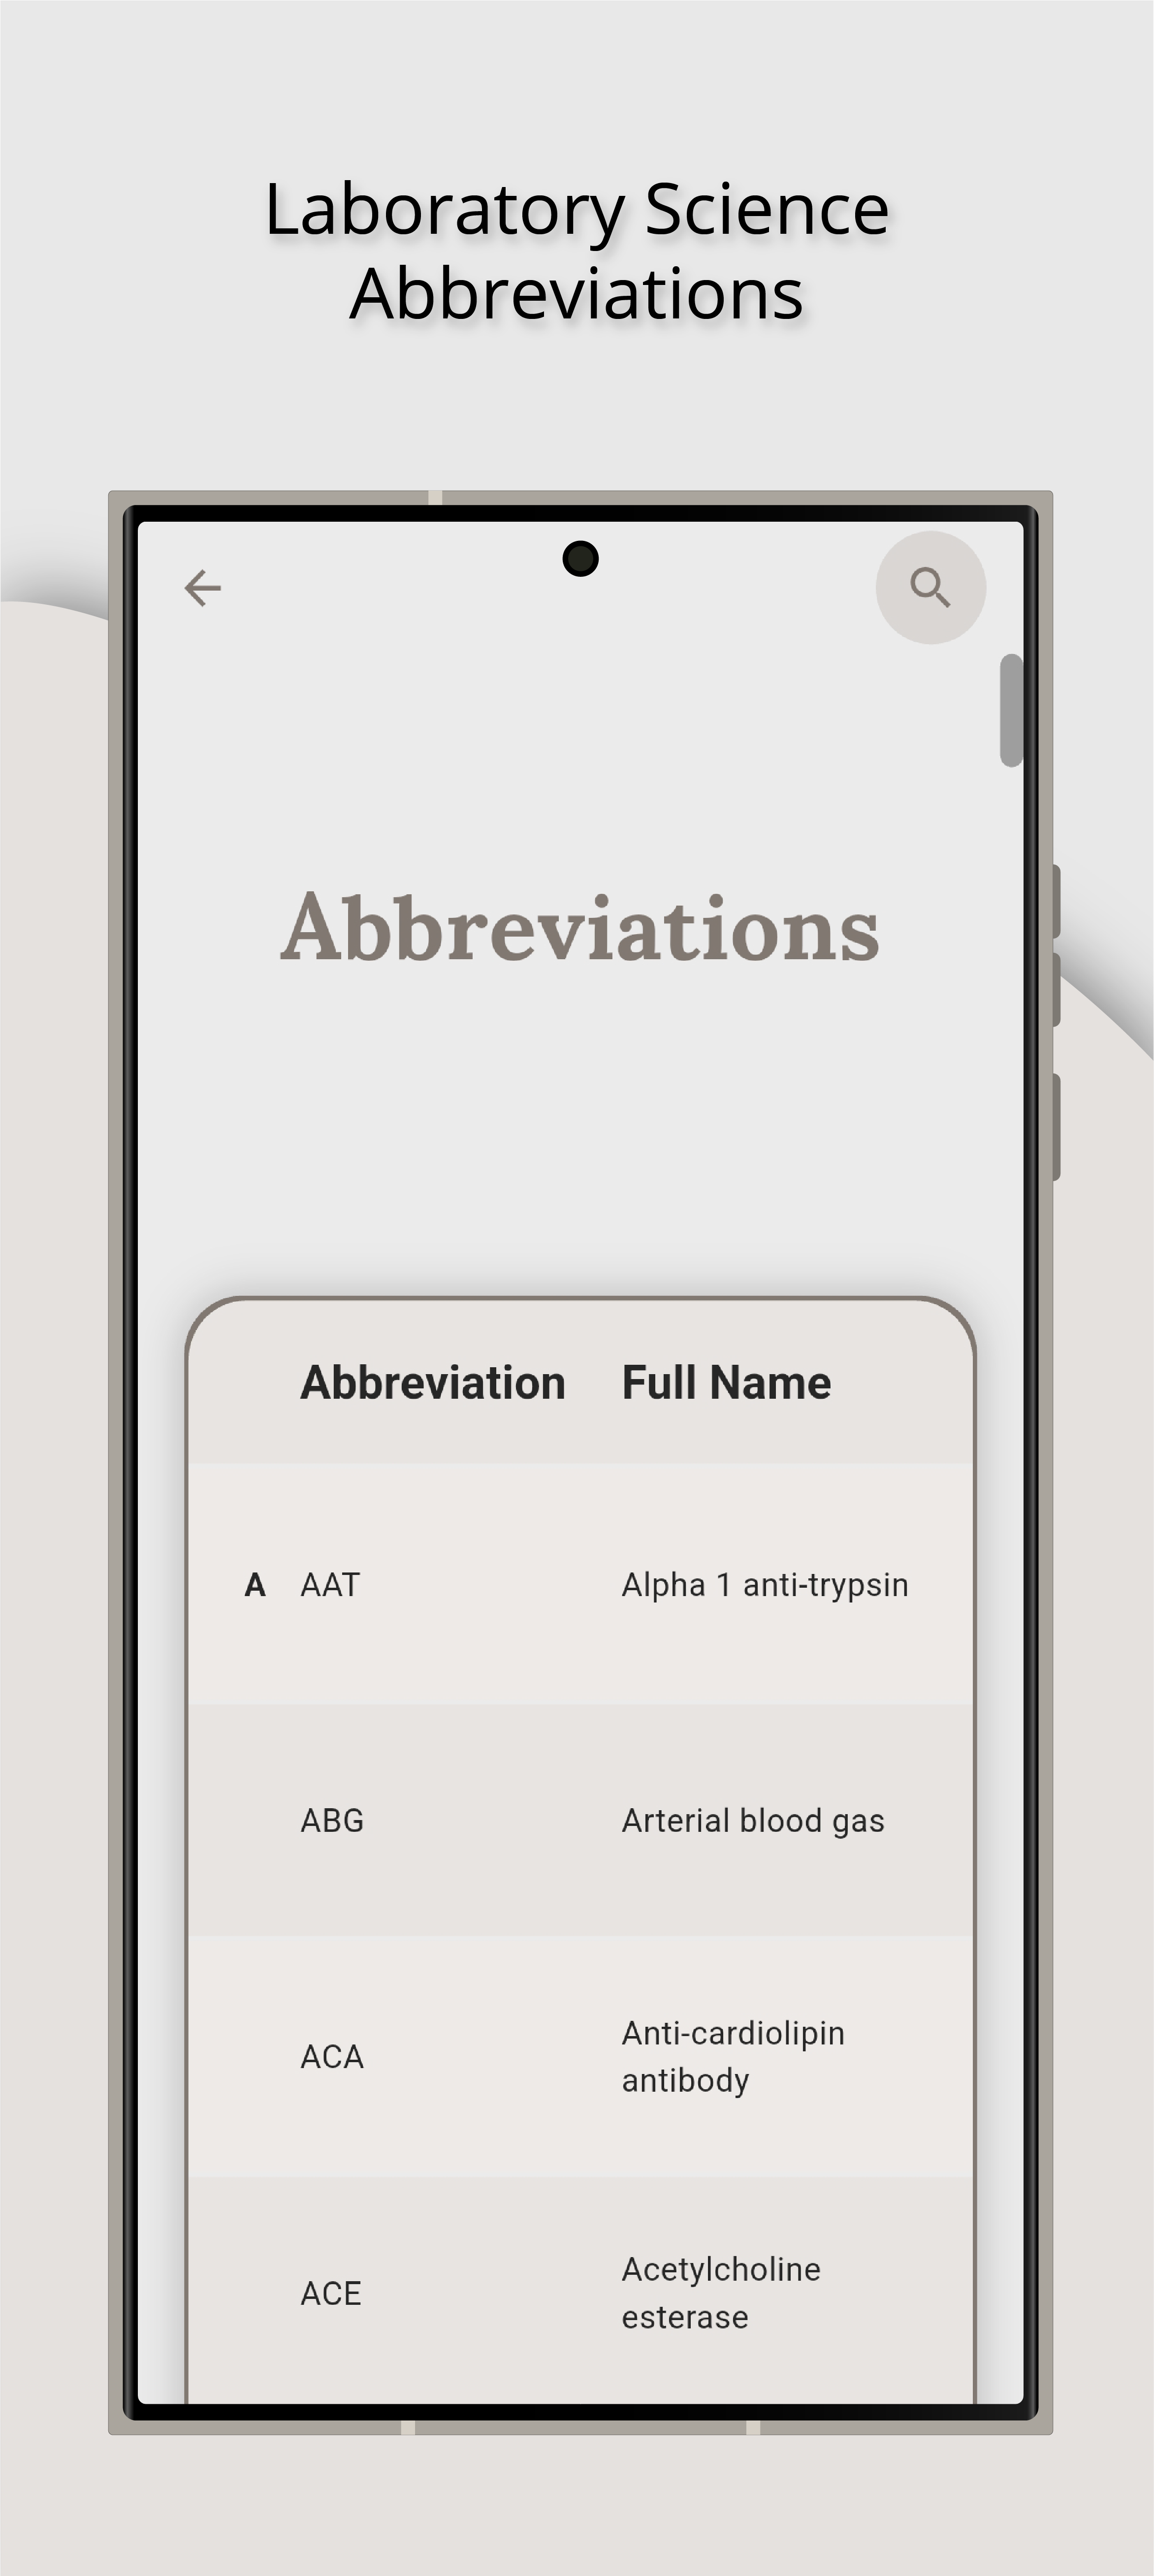 Laboratory Science
Abbreviations
Abbreviations
Abbreviation Full Name
A AAT Alpha 1 anti-trypsin
ABG Arterial blood gas
ACA Anti-cardiolipin
antibody
ACE Acetylcholine
esterase